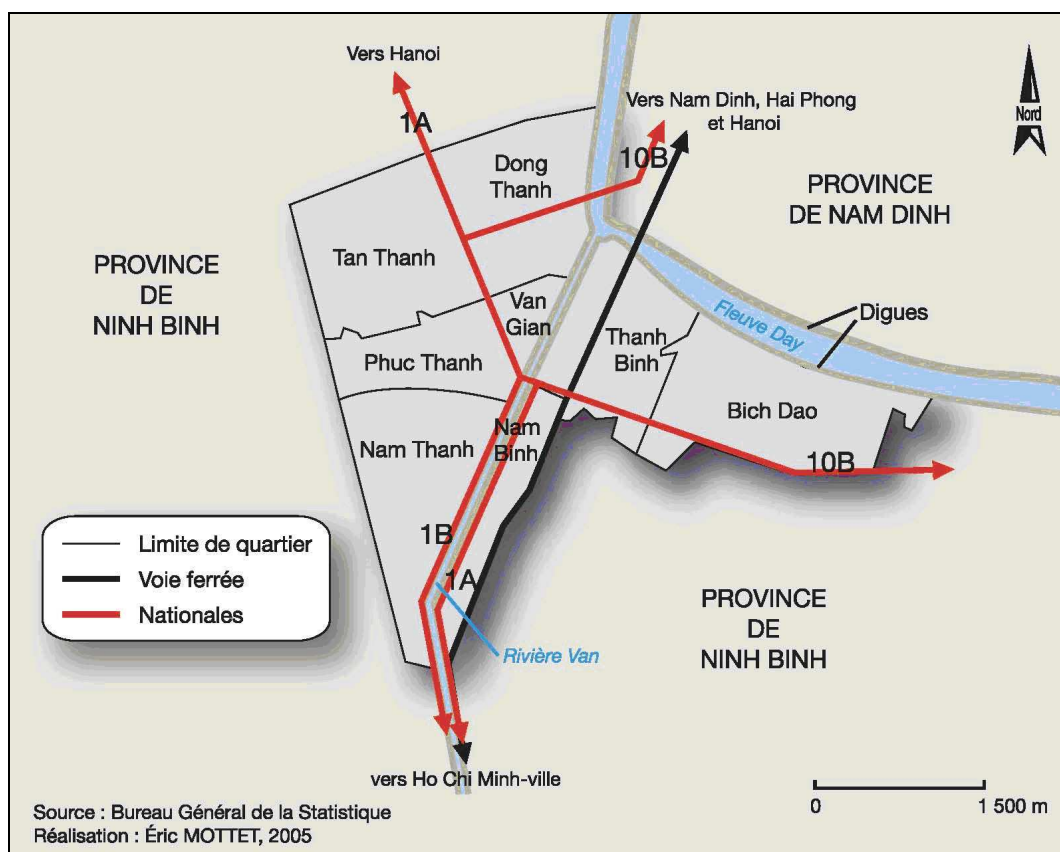 Vers Hanoi
1A
Vers Nam Dinh, Hai Phong
et Hanoi
Nord
10B
Dong
Thanh
PROVINCE
DE NAM DINH
Tan Thanh
PROVINCE
DE
NINH BINH
Van
Gian
Fleuve Day
Digues
Phuc Thanh
Thanh
Binh
Bich Dao
Nam Thanh
Nam
Binh
10B
1B
1A
Limite de quartier
Voie ferrée
Nationales
PROVINCE
DE
NINH BINH
Rivière Van
vers Ho Chi Minh-ville
0
1 500 m
Source : Bureau Général de la Statistique
Réalisation : Éric MOTTET, 2005